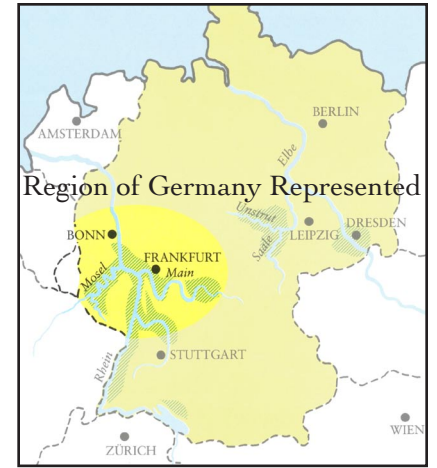 BERLIN
AMSTERDAM
Elbe
Region of Germany Represented
Unstrut
DRESDEN
BONN
LEIPZIG
Saale
FRANKFURT
Mosel
Main
STUTTGART
Rhein
WIEN
ZÜRICH